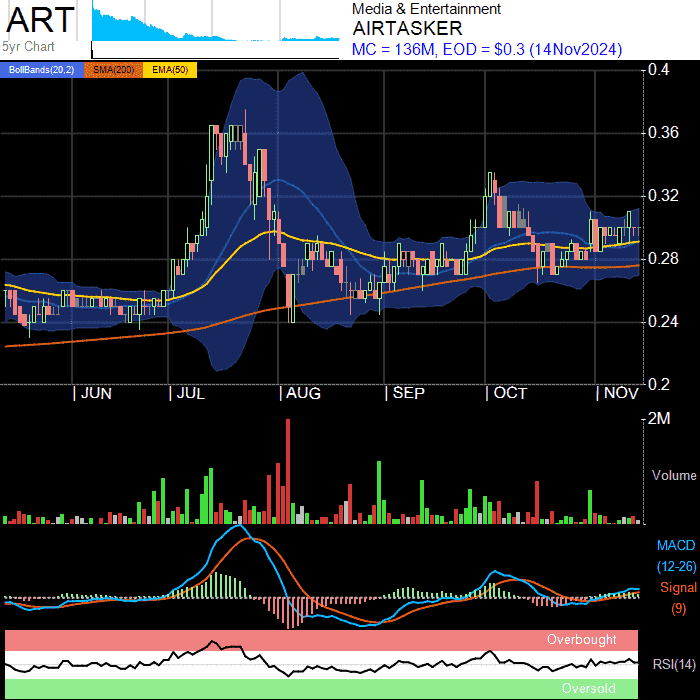 ART
5yr Chart
Media & Entertainment
AIRTASKER
MC = 136M, EOD = $0.3 (14Nov2024)
BollBands(20,2) SMA(200) EMA(50)
0.4
0.36
0.32
0.28
0.24
0.2
JUN JUL AUG SEP OCT NOV
2M
Volume
MACD
(12-26)
Signal
(9)
Overbought
RSI(14)
Oversold